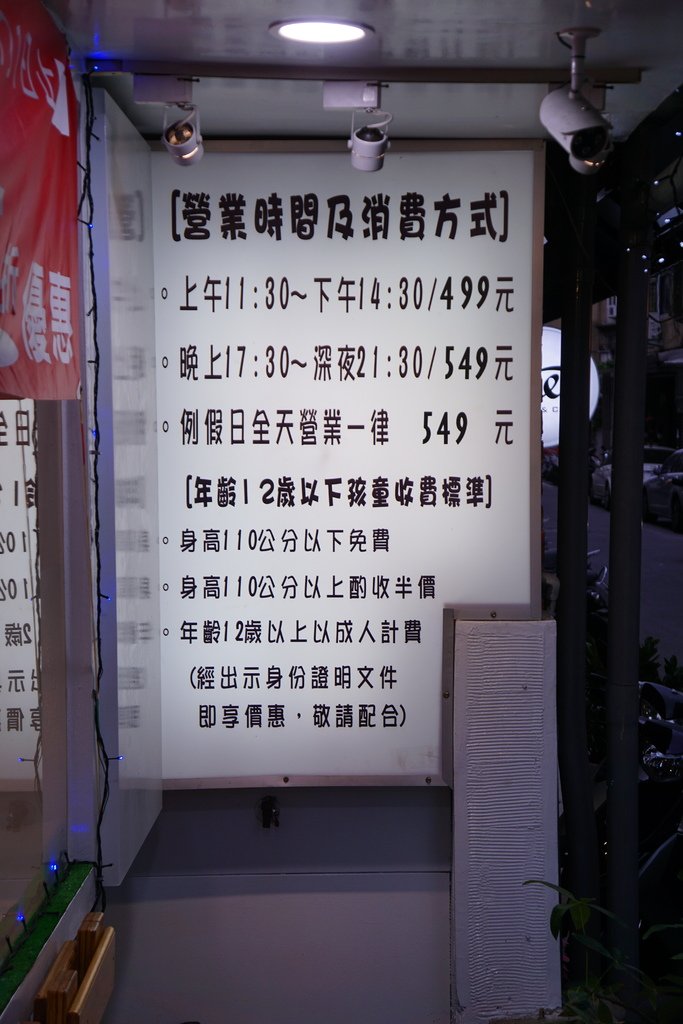 [營業時間及消費方式]
。上午11:30~下午14:30/499元
。晚上17:30~深夜21:30/549元
。例假日全天營業一律 549 元
[年齡12歲以下孩童收費標準]
。身高110公分以下免費
。身高110公分以上酌收半價
。年齡12歲以上以成人計費
(經出示身份證明文件
即享價惠,敬請配合)
優惠